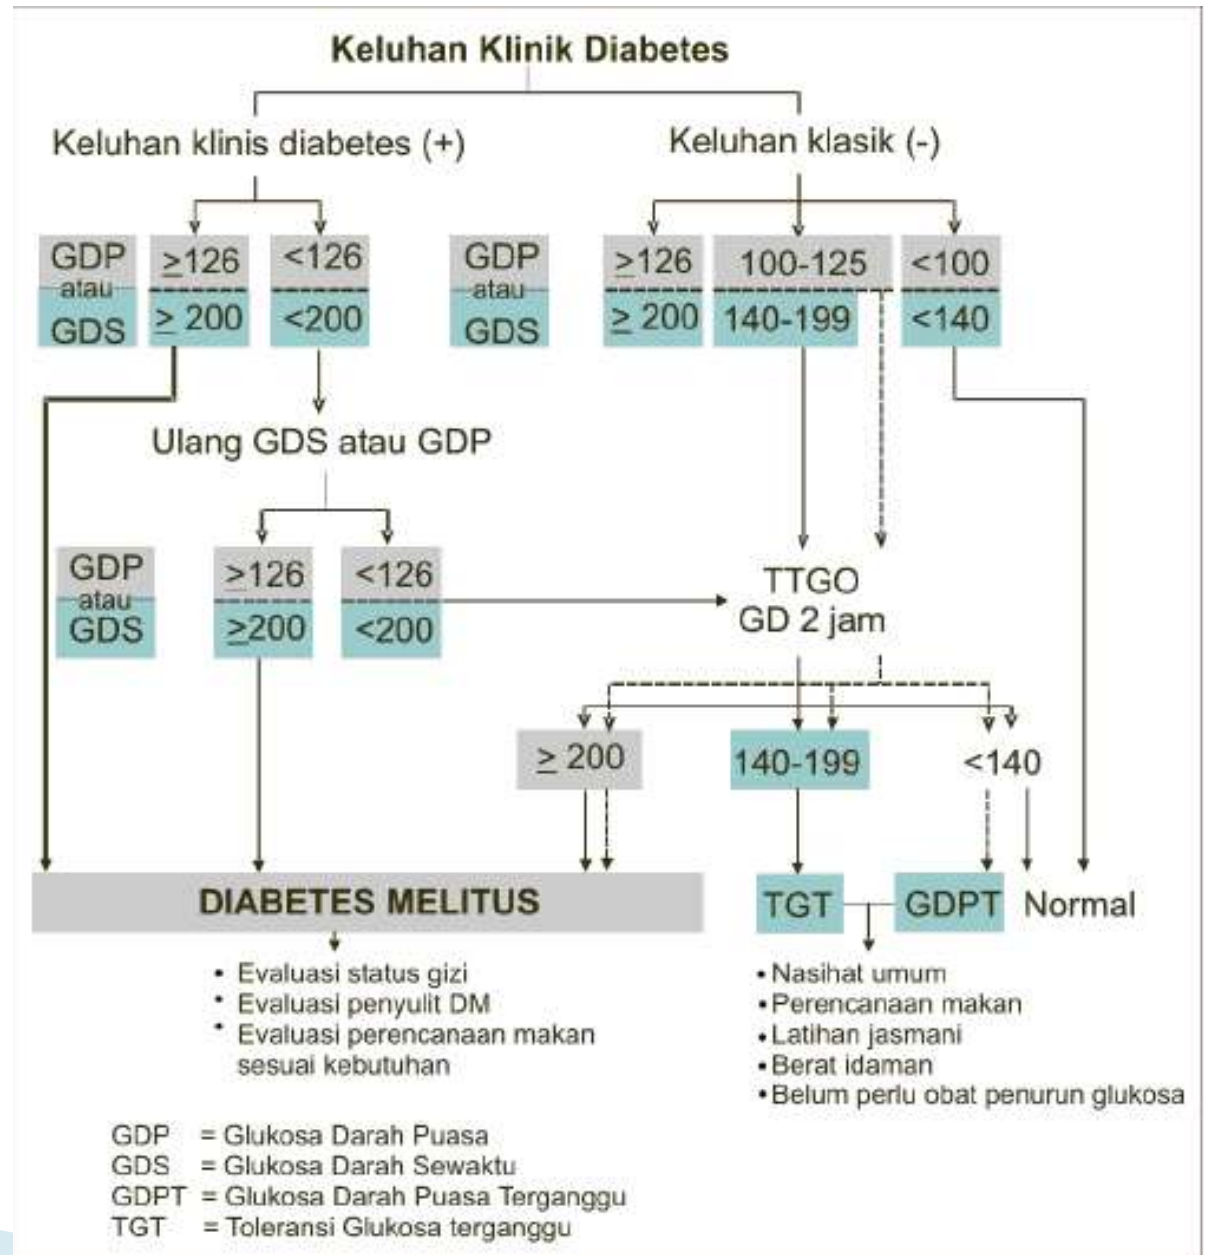 Keluhan Klinik Diabetes
Keluhan klinis diabetes (+)
Keluhan klasik (-)
GDP
atau
GDS
≥126
≥ 200
<126
<200
GDP
atau
GDS
≥126
≥ 200
100-125
140-199
<100
<140
Ulang GDS atau GDP
GDP
atau
GDS
≥126
≥200
<126
<200
TTGO
GD 2 jam
≥ 200
140-199
<140
DIABETES MELITUS
TGT
GDPT
Normal
• Evaluasi status gizi
• Evaluasi penyulit DM
• Evaluasi perencanaan makan
sesuai kebutuhan
• Nasihat umum
• Perencanaan makan
• Latihan jasmani
• Berat idaman
• Belum perlu obat penurun glukosa
GDP = Glukosa Darah Puasa
GDS = Glukosa Darah Sewaktu
GDPT = Glukosa Darah Puasa Terganggu
TGT = Toleransi Glukosa terganggu